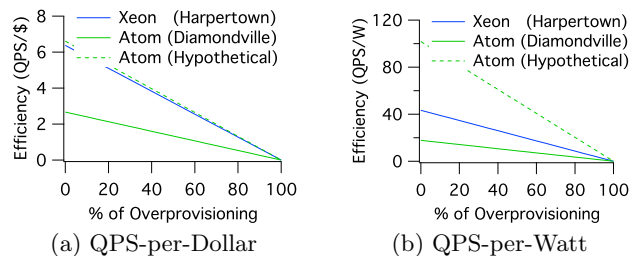 Efficiency (QPS/$)
8
6
4
2
0
Xeon (Harpertown)
Atom (Diamondville)
Atom (Hypothetical)
0 20 40 60 80 100
% of Overprovisioning
(a) QPS-per-Dollar
Efficiency (QPS/W)
120
80
40
0
Xeon (Harpertown)
Atom (Diamondville)
Atom (Hypothetical)
0 20 40 60 80 100
% of Overprovisioning
(b) QPS-per-Watt